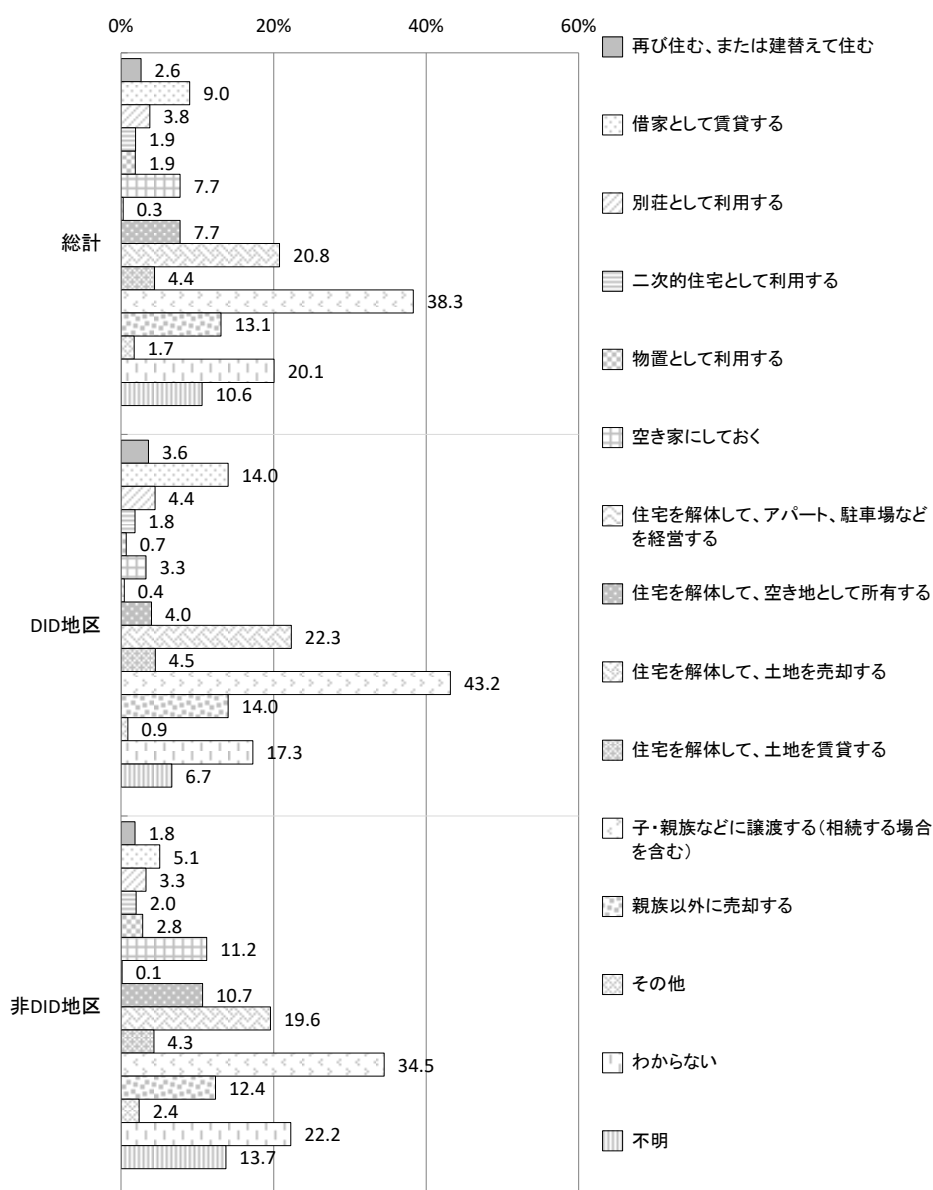 0%
20%
40%
60%
総計
2.6
9.0
3.8
1.9
1.9
7.7
0.3
7.7
20.8
4.4
38.3
13.1
1.7
20.1
10.6
DID地区
3.6
14.0
4.4
1.8
0.7
3.3
0.4
4.0
22.3
4.5
43.2
14.0
0.9
17.3
6.7
非DID地区
1.8
5.1
3.3
2.0
2.8
11.2
0.1
10.7
19.6
4.3
34.5
12.4
2.4
22.2
13.7
再び住む、または建替えて住む
借家として賃貸する
別荘として利用する
二次的住宅として利用する
物置として利用する
空き家にしておく
住宅を解体して、アパート、駐車場など
を経営する
住宅を解体して、空き地として所有する
住宅を解体して、土地を売却する
住宅を解体して、土地を賃貸する
子・親族などに譲渡する(相続する場合
を含む)
親族以外に売却する
その他
わからない
不明